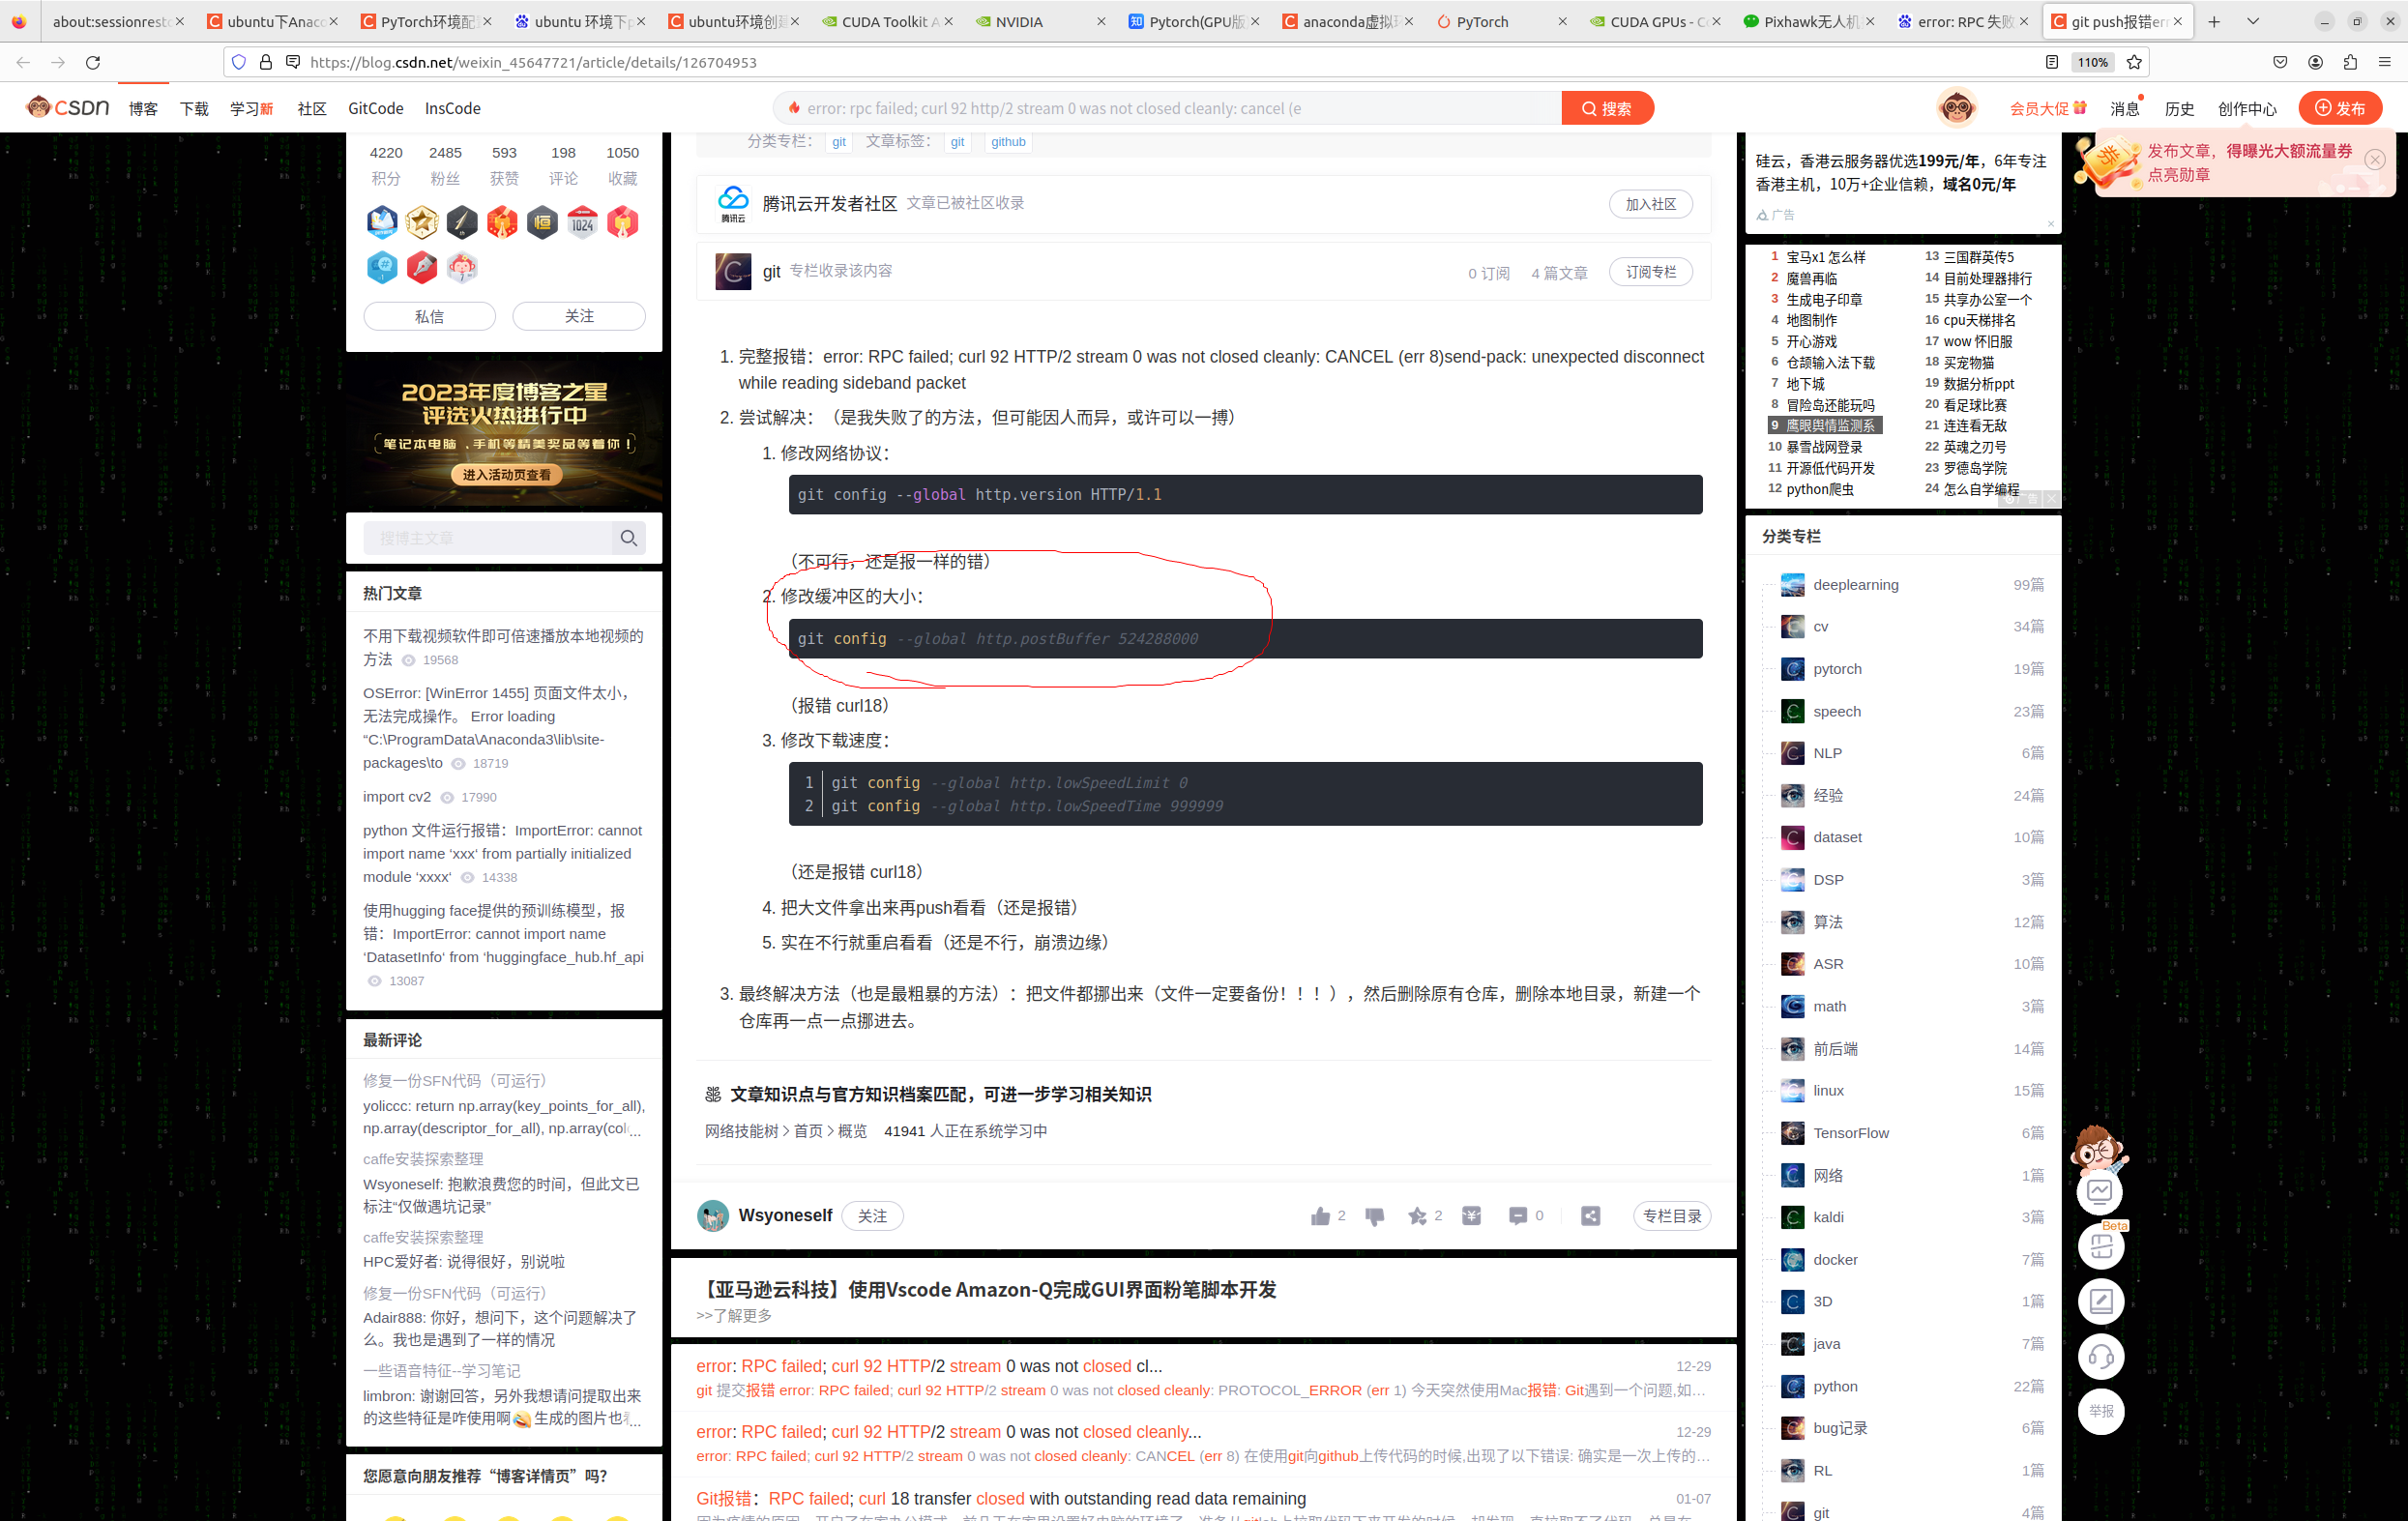 about:sessionresto
ubuntu下Anaco
PyTorch环境配置
ubuntu 环境下p
ubuntu环境创建
CUDA Toolkit A
NVIDIA
Pytorch(GPU版
anaconda虚拟环
PyTorch
CUDA GPUs - C
Pixhawk无人机
error: RPC 失败
git push报错err
https://blog.csdn.net/weixin_45647721/article/details/126704953
110%
CSDN 博客 下载 学习新 社区 GitCode InsCode
error: rpc failed; curl 92 http/2 stream 0 was not closed cleanly: cancel (e
搜索
会员大促 消息 历史 创作中心 发布
发布文章，得曝光大额流量券
点亮勋章
4220 2485 593 198 1050
积分 粉丝 获赞 评论 收藏
1024
私信 关注
2023年度博客之星
评选火热进行中
笔记本电脑、手机等精美奖品等着你！
进入活动页查看
搜博主文章
热门文章
不用下载视频软件即可倍速播放本地视频的
方法 19568
OSError: [WinError 1455] 页面文件太小，
无法完成操作。 Error loading
“C:\ProgramData\Anaconda3\lib\site-
packages\to 18719
import cv2 17990
python 文件运行报错：ImportError: cannot
import name ‘xxx‘ from partially initialized
module ‘xxxx‘ 14338
使用hugging face提供的预训练模型，报
错：ImportError: cannot import name
‘DatasetInfo‘ from ‘huggingface_hub.hf_api
13087
最新评论
修复一份SFN代码（可运行）
yoliccc: return np.array(key_points_for_all),
np.array(descriptor_for_all), np.array(col...
caffe安装探索整理
Wsyoneself: 抱歉浪费您的时间，但此文已
标注“仅做遇坑记录”
caffe安装探索整理
HPC爱好者: 说得很好，别说啦
修复一份SFN代码（可运行）
Adair888: 你好，想问下，这个问题解决了
么。我也是遇到了一样的情况
一些语音特征--学习笔记
limbron: 谢谢回答，另外我想请问提取出来
的这些特征是咋使用啊 生成的图片也看...
您愿意向朋友推荐“博客详情页”吗？
分类专栏： git 文章标签： git github
腾讯云
腾讯云开发者社区 文章已被社区收录 加入社区
git 专栏收录该内容 0 订阅 4 篇文章 订阅专栏
1. 完整报错：error: RPC failed; curl 92 HTTP/2 stream 0 was not closed cleanly: CANCEL (err 8)send-pack: unexpected disconnect
while reading sideband packet
2. 尝试解决：（是我失败了的方法，但可能因人而异，或许可以一搏）
1. 修改网络协议：
git config --global http.version HTTP/1.1
（不可行，还是报一样的错）
2. 修改缓冲区的大小：
git config --global http.postBuffer 524288000
（报错 curl18）
3. 修改下载速度：
1 git config --global http.lowSpeedLimit 0
2 git config --global http.lowSpeedTime 999999
（还是报错 curl18）
4. 把大文件拿出来再push看看（还是报错）
5. 实在不行就重启看看（还是不行，崩溃边缘）
3. 最终解决方法（也是最粗暴的方法）：把文件都挪出来（文件一定要备份！！！），然后删除原有仓库，删除本地目录，新建一个
仓库再一点一点挪进去。
文章知识点与官方知识档案匹配，可进一步学习相关知识
网络技能树 首页 概览 41941 人正在系统学习中
Wsyoneself 关注 2 2 0 专栏目录
【亚马逊云科技】使用Vscode Amazon-Q完成GUI界面粉笔脚本开发
>>了解更多
error: RPC failed; curl 92 HTTP/2 stream 0 was not closed cl... 12-29
git 提交报错 error: RPC failed; curl 92 HTTP/2 stream 0 was not closed cleanly: PROTOCOL_ERROR (err 1) 今天突然使用Mac报错: Git遇到一个问题,如…
error: RPC failed; curl 92 HTTP/2 stream 0 was not closed cleanly... 12-29
error: RPC failed; curl 92 HTTP/2 stream 0 was not closed cleanly: CANCEL (err 8) 在使用git向github上传代码的时候,出现了以下错误: 确实是一次上传的…
Git报错：RPC failed; curl 18 transfer closed with outstanding read data remaining 01-07
硅云，香港云服务器优选199元/年，6年专注
香港主机，10万+企业信赖，域名0元/年
广告
1 宝马x1 怎么样 13 三国群英传5
2 魔兽再临 14 目前处理器排行
3 生成电子印章 15 共享办公室一个
4 地图制作 16 cpu天梯排名
5 开心游戏 17 wow 怀旧服
6 仓颉输入法下载 18 买宠物猫
7 地下城 19 数据分析ppt
8 冒险岛还能玩吗 20 看足球比赛
9 鹰眼舆情监测系 21 连连看无敌
10 暴雪战网登录 22 英魂之刃号
11 开源低代码开发 23 罗德岛学院
12 python爬虫 24 怎么自学编程
分类专栏
deeplearning 99篇
cv 34篇
pytorch 19篇
speech 23篇
NLP 6篇
经验 24篇
dataset 10篇
DSP 3篇
算法 12篇
ASR 10篇
math 3篇
前后端 14篇
linux 15篇
TensorFlow 6篇
网络 1篇
kaldi 3篇
docker 7篇
3D 1篇
java 7篇
python 22篇
bug记录 6篇
RL 1篇
git 4篇
Beta
举报